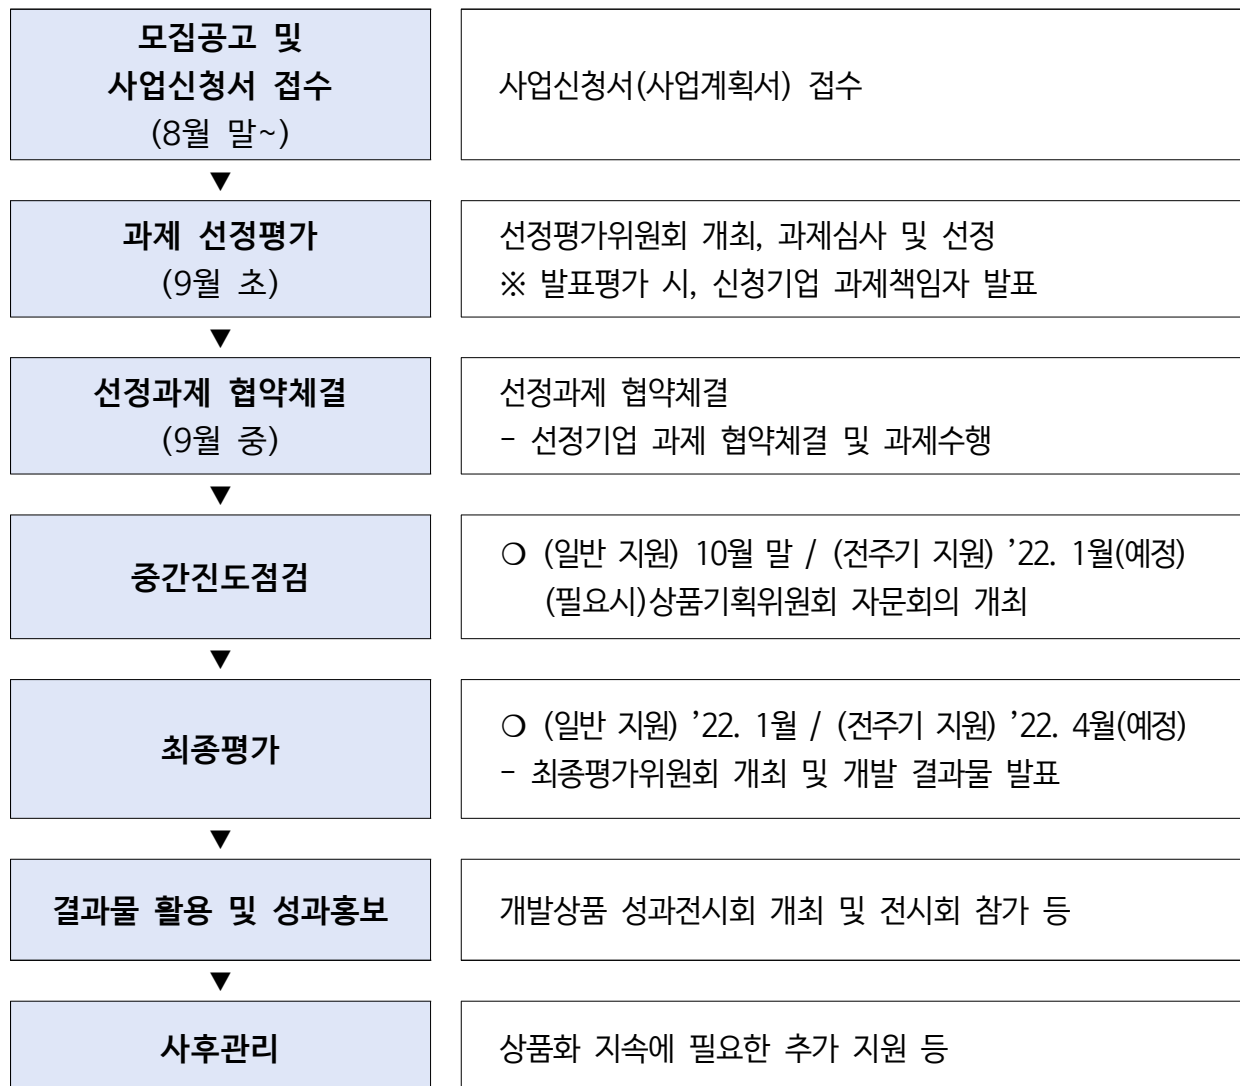 모집공고 및
사업신청서 접수
(8월 말~)
사업신청서(사업계획서) 접수
▼
과제 선정평가
(9월 초)
선정평가위원회 개최, 과제심사 및 선정
※ 발표평가 시, 신청기업 과제책임자 발표
▼
선정과제 협약체결
(9월 중)
선정과제 협약체결
- 선정기업 과제 협약체결 및 과제수행
▼
중간진도점검
❍ (일반 지원) 10월 말 / (전주기 지원) ’22. 1월(예정)
(필요시)상품기획위원회 자문회의 개최
▼
최종평가
❍ (일반 지원) ’22. 1월 / (전주기 지원) ’22. 4월(예정)
- 최종평가위원회 개최 및 개발 결과물 발표
▼
결과물 활용 및 성과홍보
개발상품 성과전시회 개최 및 전시회 참가 등
▼
사후관리
상품화 지속에 필요한 추가 지원 등